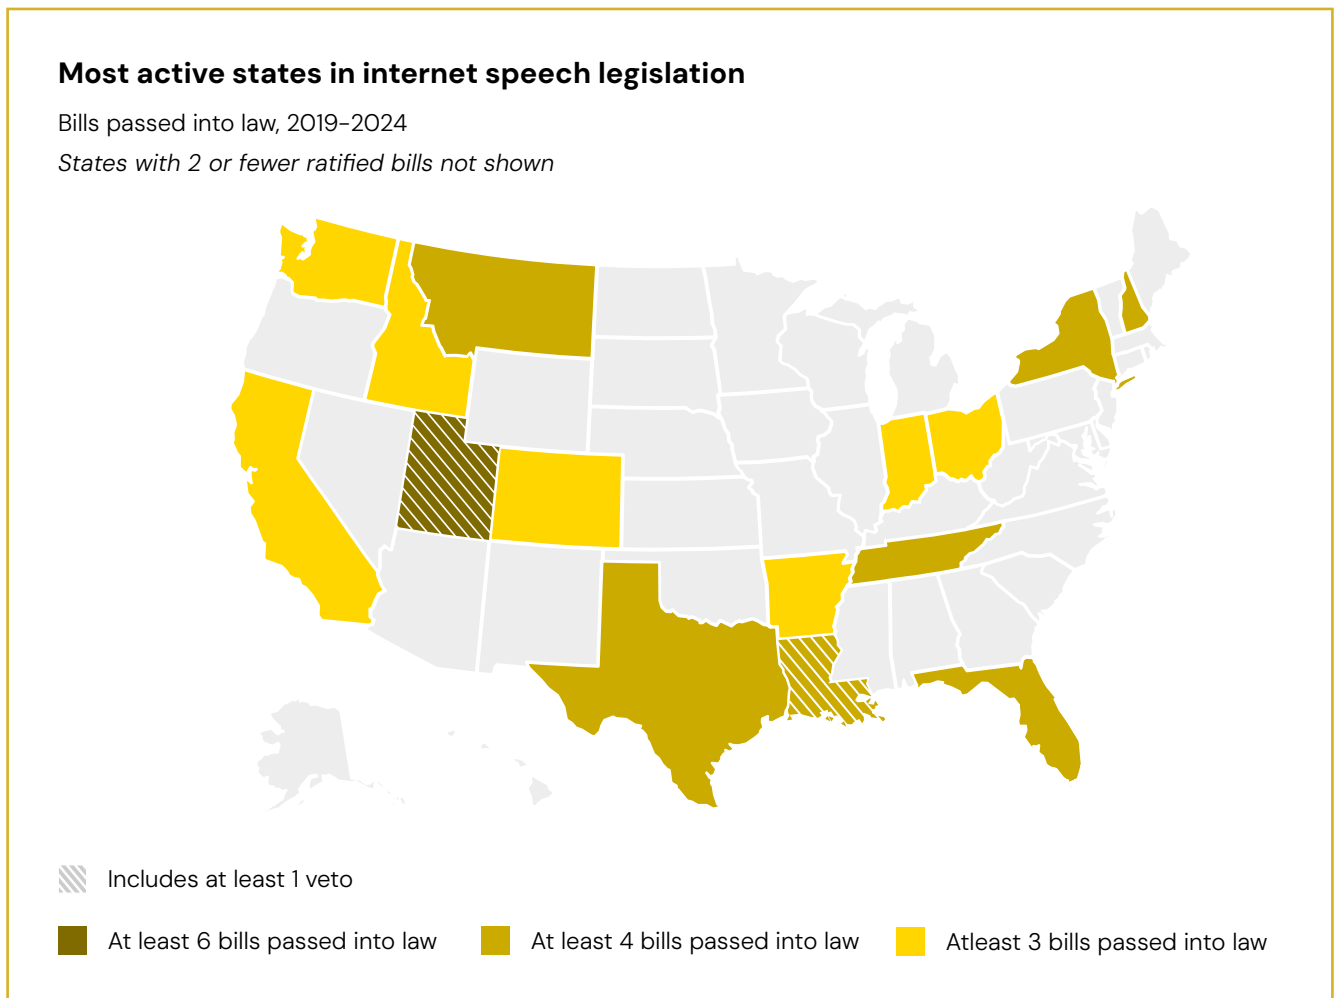 Most active states in internet speech legislation
Bills passed into law, 2019-2024
States with 2 or fewer ratified bills not shown
Includes at least 1 veto
At least 6 bills passed into law
At least 4 bills passed into law
Atleast 3 bills passed into law